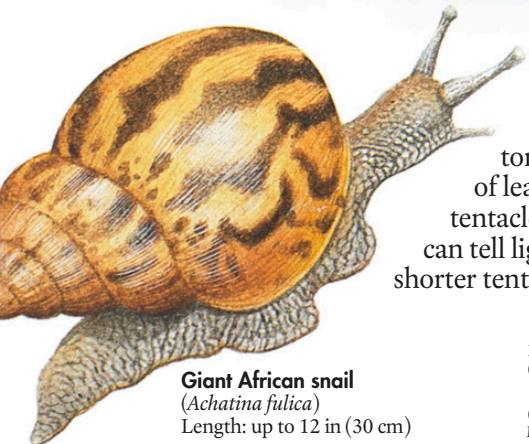 tor
of lea
tentacle
can tell lig
shorter tent
Giant African snail
(Achatina fulica)
Length: up to 12 in (30 cm)